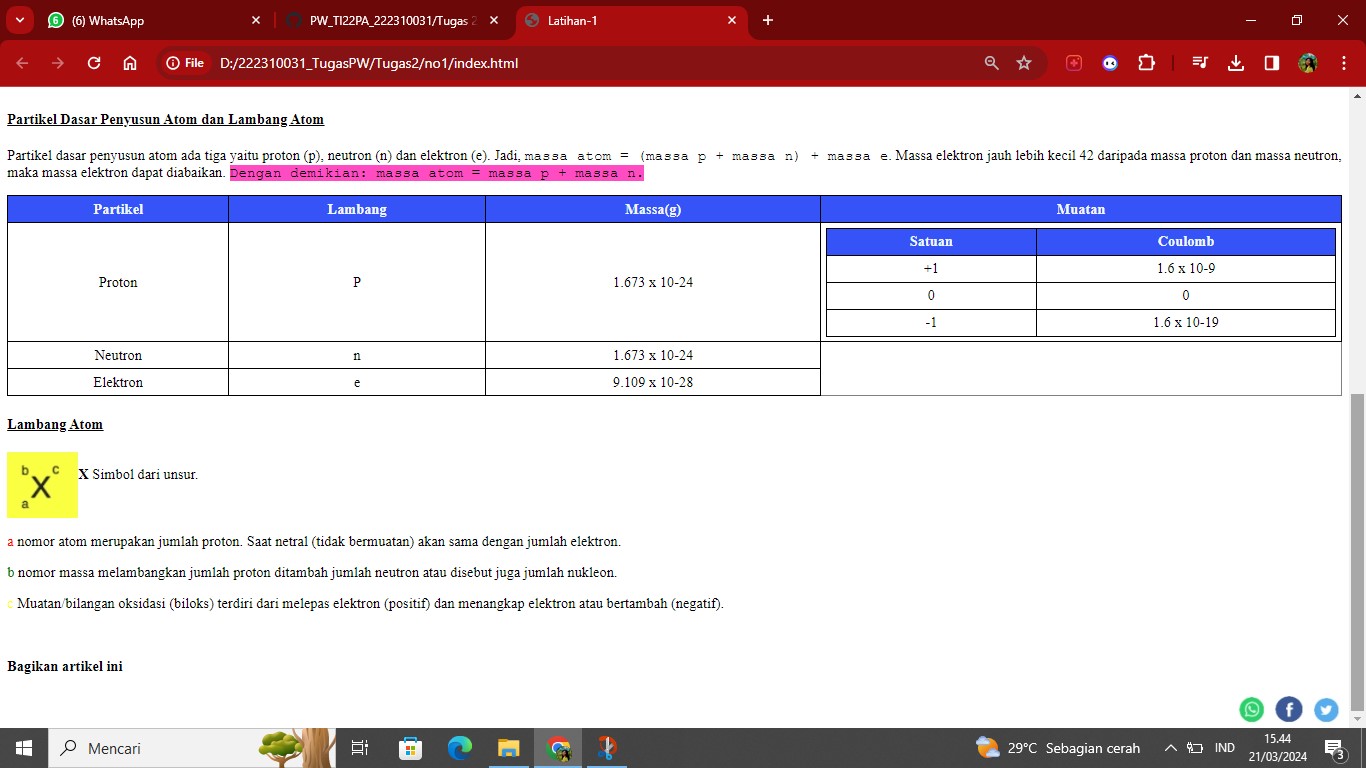 (6) WhatsApp
PW_TI22PA_222310031/Tugas 2
Latihan-1
File
D:/222310031_TugasPW/Tugas2/no1/index.html
Partikel Dasar Penyusun Atom dan Lambang Atom
Partikel dasar penyusun atom ada tiga yaitu proton (p), neutron (n) dan elektron (e). Jadi, massa atom = (massa p + massa n) + massa e. Massa elektron jauh lebih kecil 42 daripada massa proton dan massa neutron,
maka massa elektron dapat diabaikan. Dengan demikian: massa atom = massa p + massa n.
Partikel Lambang Massa(g) Muatan
Satuan Coulomb
+1 1.6 x 10-9
Proton P 1.673 x 10-24
0 0
-1 1.6 x 10-19
Neutron n 1.673 x 10-24
Elektron e 9.109 x 10-28
Lambang Atom
b c
X
a
X Simbol dari unsur.
a nomor atom merupakan jumlah proton. Saat netral (tidak bermuatan) akan sama dengan jumlah elektron.
b nomor massa melambangkan jumlah proton ditambah jumlah neutron atau disebut juga jumlah nukleon.
c Muatan/bilangan oksidasi (biloks) terdiri dari melepas elektron (positif) dan menangkap elektron atau bertambah (negatif).
Bagikan artikel ini
Mencari
29°C Sebagian cerah
IND
15.44
21/03/2024
3